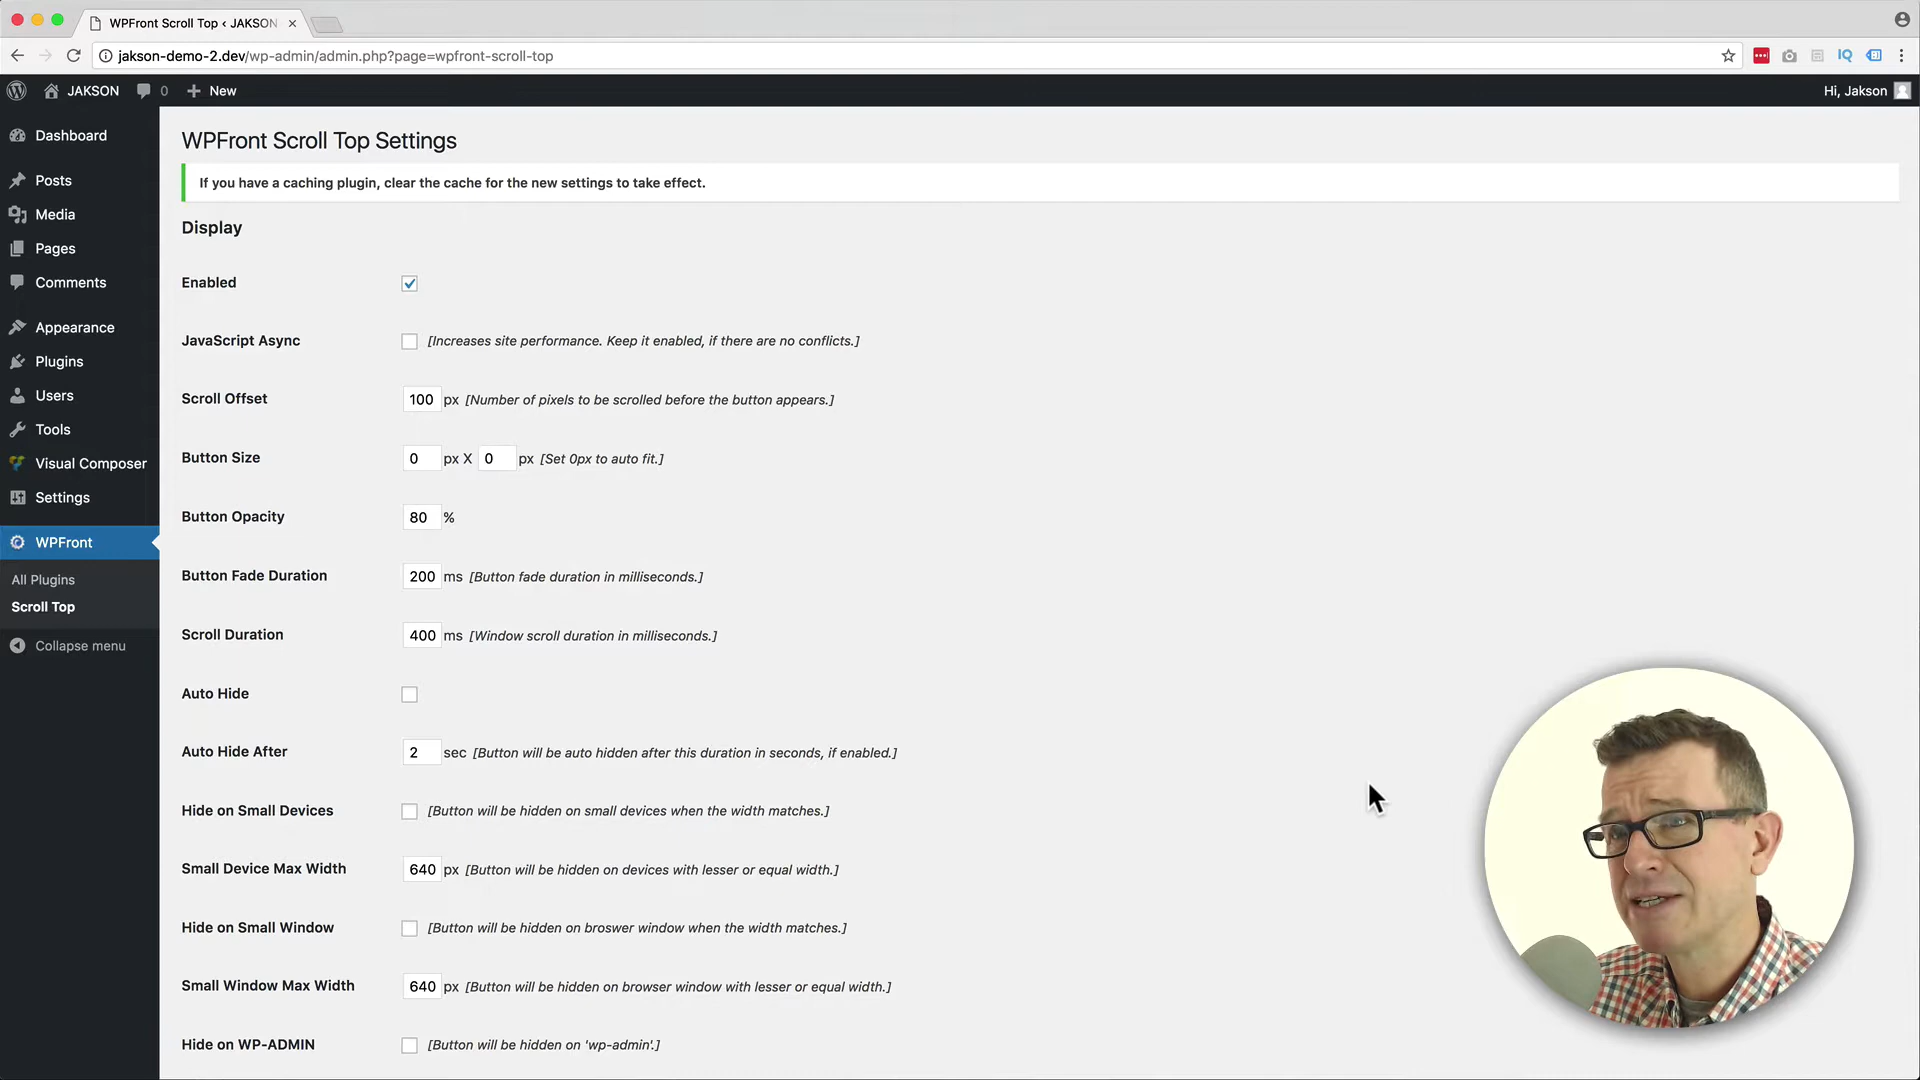 WPFront Scroll Top ‹ JAKSON
jakson-demo-2.dev/wp-admin/admin.php?page=wpfront-scroll-top
IQ
JAKSON 0 New
Hi, Jakson
Dashboard
Posts
Media
Pages
Comments
Appearance
Plugins
Users
Tools
Visual Composer
Settings
WPFront
All Plugins
Scroll Top
Collapse menu
WPFront Scroll Top Settings
If you have a caching plugin, clear the cache for the new settings to take effect.
Display
Enabled
JavaScript Async [Increases site performance. Keep it enabled, if there are no conflicts.]
Scroll Offset 100 px [Number of pixels to be scrolled before the button appears.]
Button Size 0 px X 0 px [Set 0px to auto fit.]
Button Opacity 80 %
Button Fade Duration 200 ms [Button fade duration in milliseconds.]
Scroll Duration 400 ms [Window scroll duration in milliseconds.]
Auto Hide
Auto Hide After 2 sec [Button will be auto hidden after this duration in seconds, if enabled.]
Hide on Small Devices [Button will be hidden on small devices when the width matches.]
Small Device Max Width 640 px [Button will be hidden on devices with lesser or equal width.]
Hide on Small Window [Button will be hidden on broswer window when the width matches.]
Small Window Max Width 640 px [Button will be hidden on browser window with lesser or equal width.]
Hide on WP-ADMIN [Button will be hidden on 'wp-admin'.]